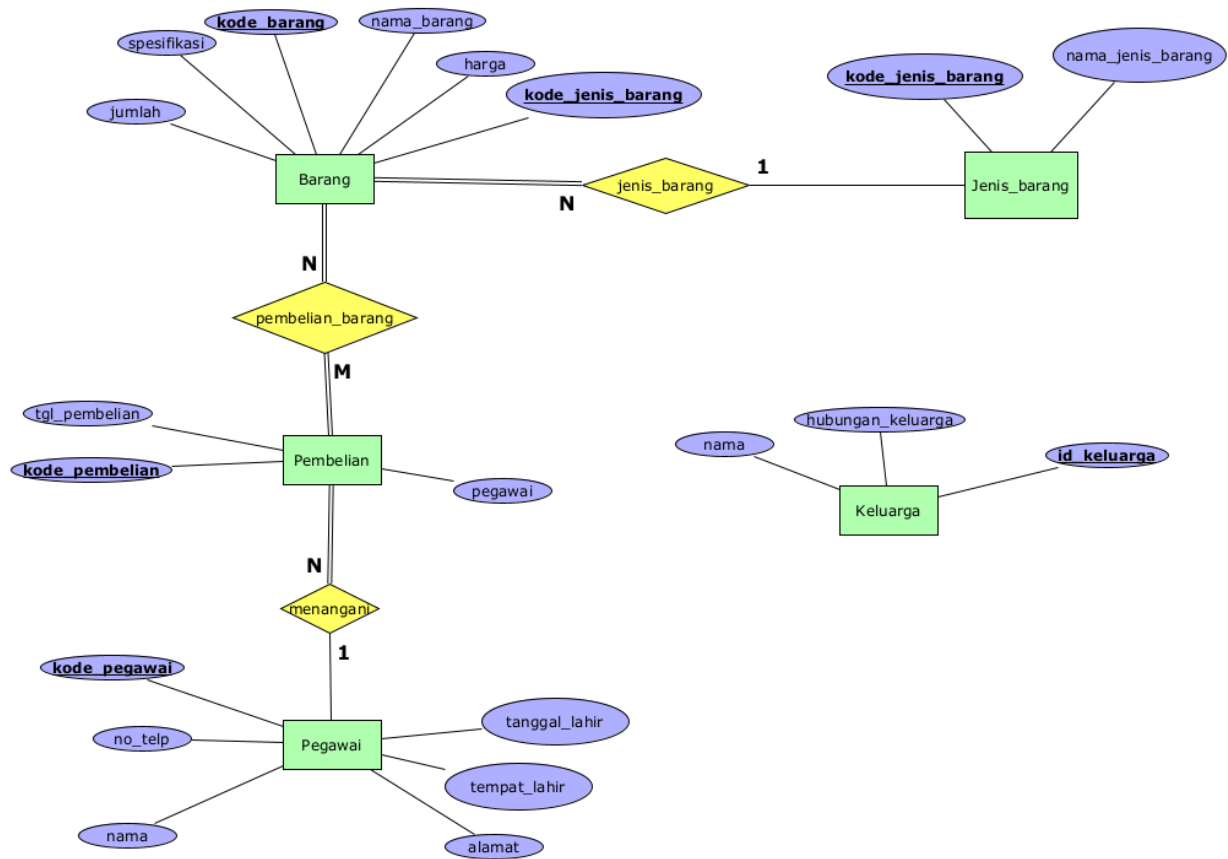 kode_barang
nama_barang
spesifikasi
harga
kode_jenis_barang
jumlah
Barang
N
jenis_barang
1
Jenis_barang
kode_jenis_barang
nama_jenis_barang
N
pembelian_barang
M
tgl_pembelian
kode_pembelian
Pembelian
pegawai
nama
hubungan_keluarga
id_keluarga
Keluarga
N
menangani
1
kode_pegawai
no_telp
Pegawai
tanggal_lahir
tempat_lahir
nama
alamat